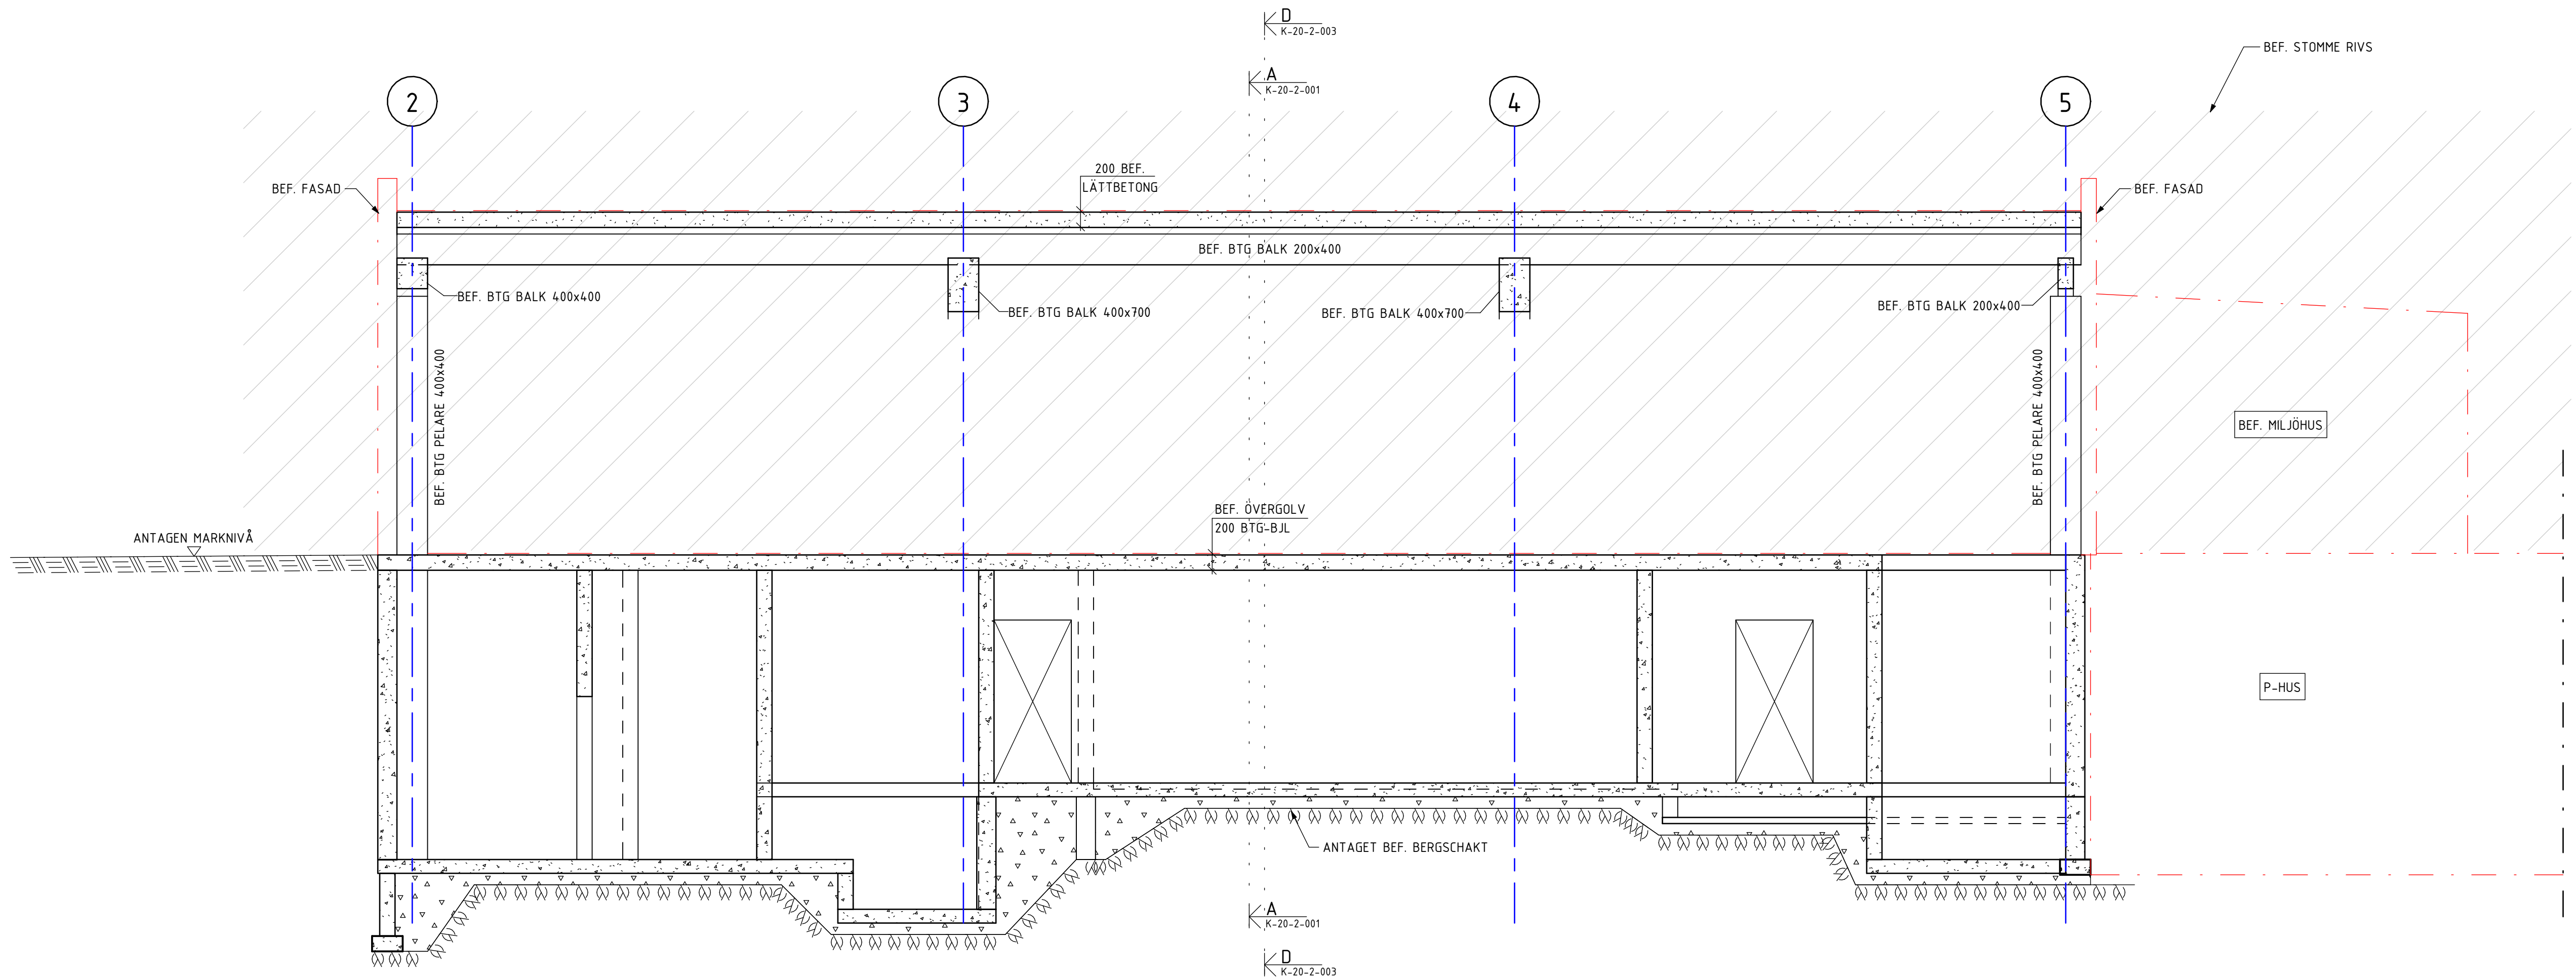 D
K-20-2-003
BEF. STOMME RIVS
A
K-20-2-001
2
3
4
5
BEF. FASAD
200 BEF.
LÄTTBETONG
BEF. FASAD
BEF. BTG BALK 200x400
BEF. BTG BALK 400x400
BEF. BTG BALK 400x700
BEF. BTG BALK 400x700
BEF. BTG BALK 200x400
BEF. BTG PELARE 400x400
BEF. BTG PELARE 400x400
BEF. MILJÖHUS
BEF. ÖVERGOLV
200 BTG-BJL
ANTAGEN MARKNIVÅ
P-HUS
ANTAGET BEF. BERGSCHAKT
A
K-20-2-001
D
K-20-2-003